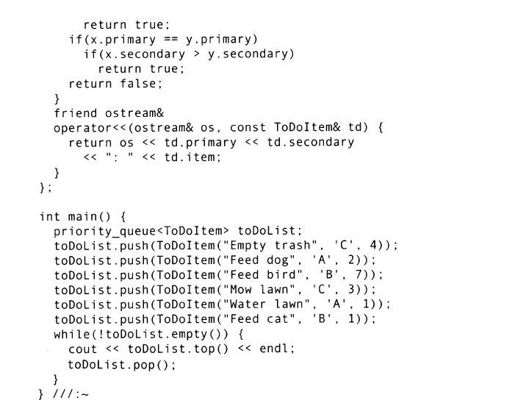 return true;
if(x.primary == y.primary)
if(x.secondary > y.secondary)
return true;
return false;
}
friend ostream&
operator<<(ostream& os, const ToDoItem& td) {
return os << td.primary << td.secondary
<< ": " << td.item;
}
};
int main() {
priority_queue<ToDoItem> toDoList;
toDoList.push(ToDoItem("Empty trash", 'C', 4));
toDoList.push(ToDoItem("Feed dog", 'A', 2));
toDoList.push(ToDoItem("Feed bird", 'B', 7));
toDoList.push(ToDoItem("Mow lawn", 'C', 3));
toDoList.push(ToDoItem("Water lawn", 'A', 1));
toDoList.push(ToDoItem("Feed cat", 'B', 1));
while(!toDoList.empty()) {
cout << toDoList.top() << endl;
toDoList.pop();
}
} ///:~